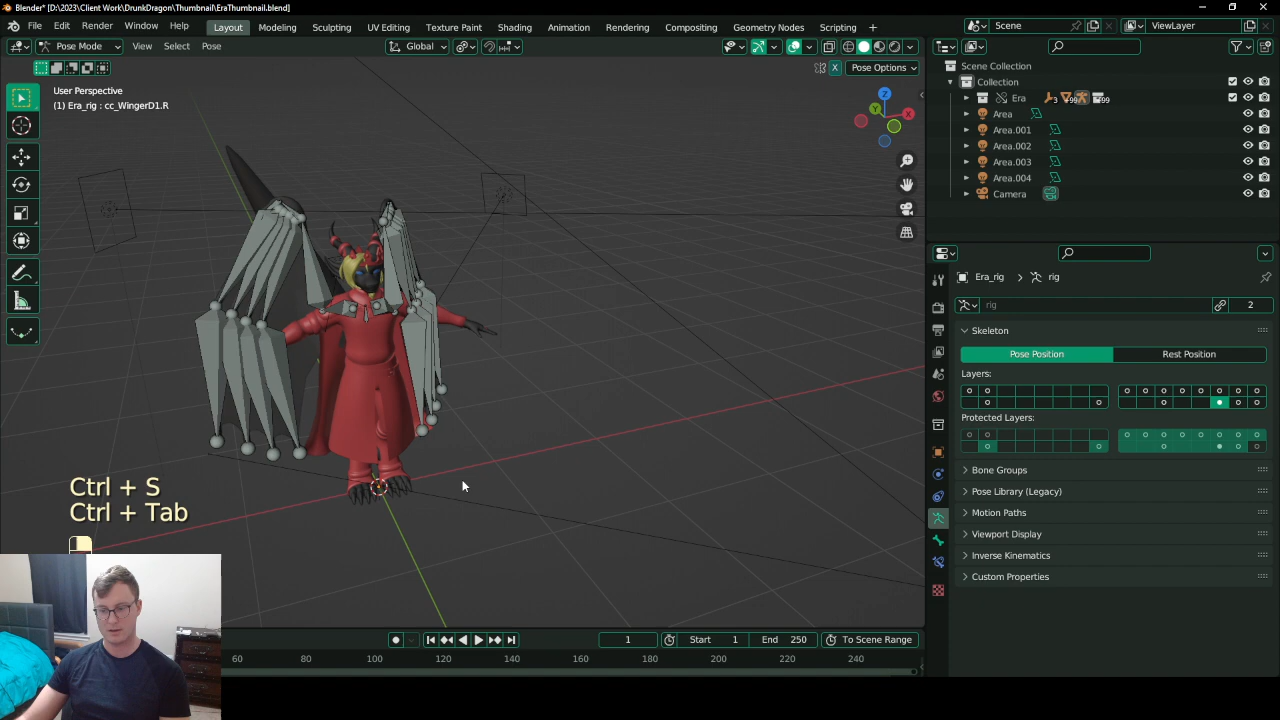 Blender* [D:\2023\Client Work\DrunkDragon\Thumbnail\EraThumbnail.blend]
File Edit Render Window Help Layout Modeling Sculpting UV Editing Texture Paint Shading Animation Rendering Compositing Geometry Nodes Scripting + Scene ViewLayer
Pose Mode View Select Pose Global
X Pose Options
User Perspective
(1) Era_rig : cc_WingerD1.R
Z
Y
X
Scene Collection
Collection
Era 3 +99 +99
Area
Area.001
Area.002
Area.003
Area.004
Camera
Era_rig > rig
rig 2
Skeleton
Pose Position Rest Position
Layers:
Protected Layers:
Bone Groups
Pose Library (Legacy)
Motion Paths
Viewport Display
Inverse Kinematics
Custom Properties
Ctrl + S
Ctrl + Tab
1 Start 1 End 250 To Scene Range
60 80 100 120 140 160 180 200 220 240